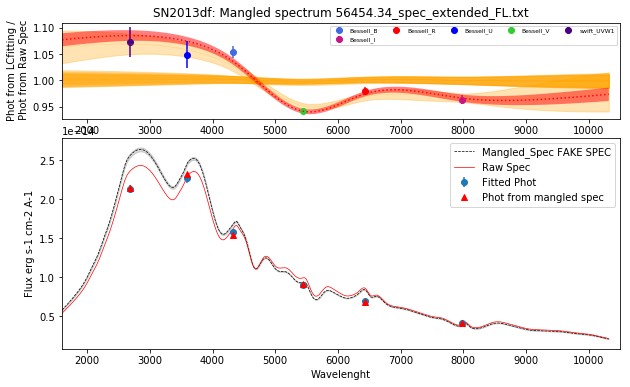 SN2013df: Mangled spectrum 56454.34_spec_extended_FL.txt
Phot from LCfitting /
Phot from Raw Spec
1.10
1.05
1.00
0.95
Bessell_B
Bessell_R
Bessell_U
Bessell_V
swift_UVW1
Bessell_I
2000 3000 4000 5000 6000 7000 8000 9000 10000
1e-14
Flux erg s-1 cm-2 A-1
2.5
2.0
1.5
1.0
0.5
Mangled_Spec FAKE SPEC
Raw Spec
Fitted Phot
Phot from mangled spec
2000 3000 4000 5000 6000 7000 8000 9000 10000
Wavelenght